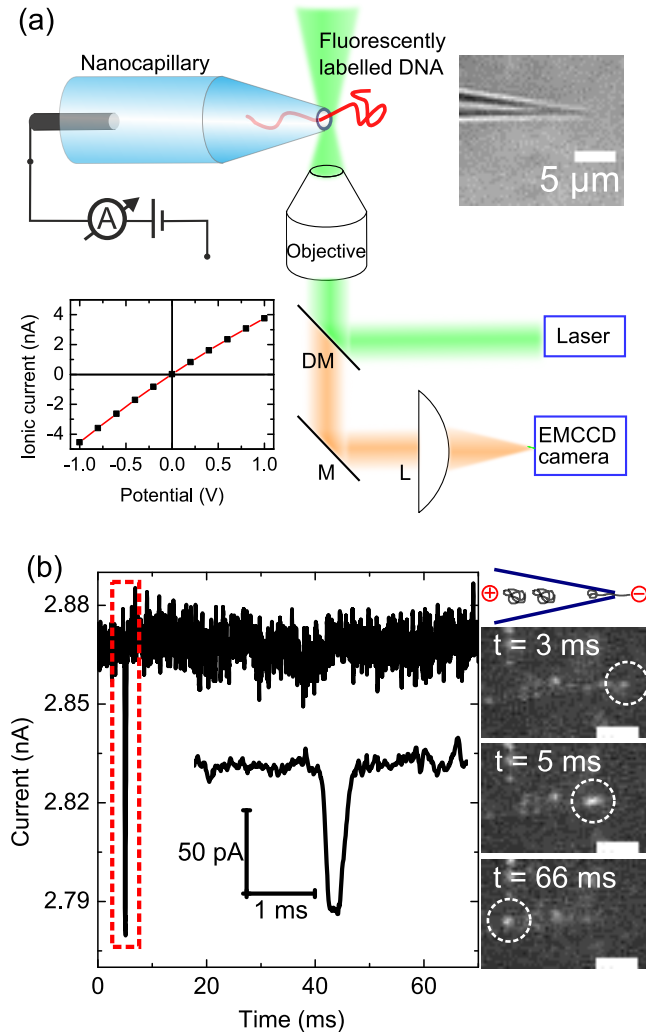 (a)
Nanocapillary
Fluorescently
labelled DNA
5 μm
A
Objective
Ionic current (nA)
4
2
0
-2
-4
-1.0
-0.5
0.0
0.5
1.0
Potential (V)
DM
Laser
M
L
EMCCD
camera
(b)
Current (nA)
2.88
2.85
2.82
2.79
50 pA
1 ms
0
20
40
60
Time (ms)
+
−
t = 3 ms
t = 5 ms
t = 66 ms